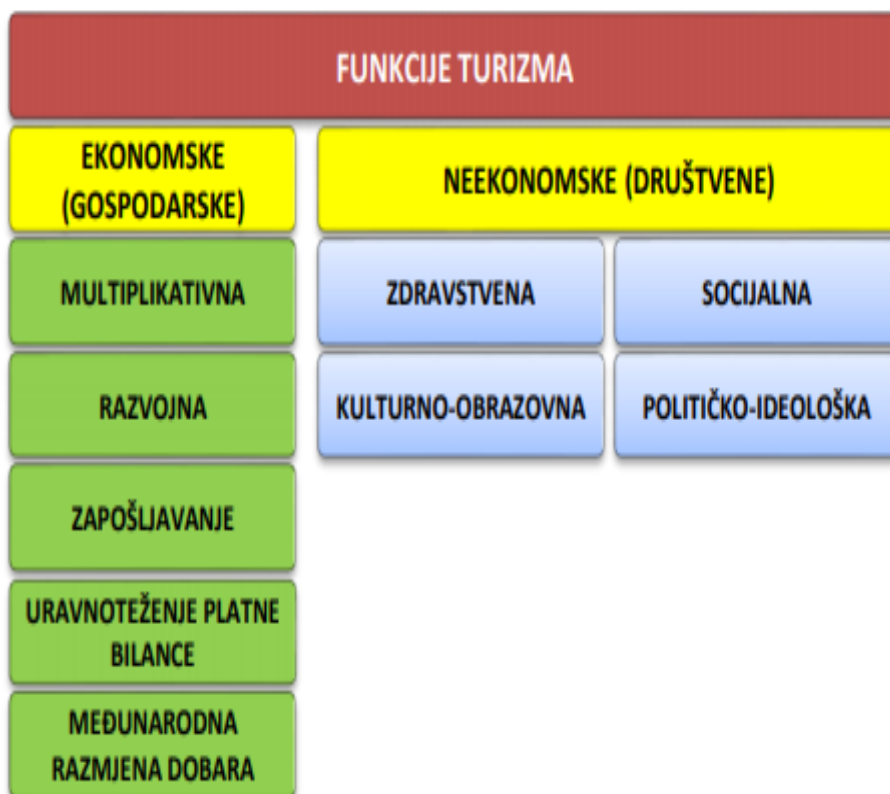 FUNKCIJE TURIZMA
EKONOMSKE
(GOSPODARSKE)
NEEKONOMSKE (DRUŠTVENE)
MULTIPLIKATIVNA
ZDRAVSTVENA
SOCIJALNA
RAZVOJNA
KULTURNO-OBRAZOVNA
POLITIČKO-IDEOLOŠKA
ZAPOŠLJAVANJE
URAVNOTEŽENJE PLATNE
BILANCE
MEĐUNARODNA
RAZMJENA DOBARA